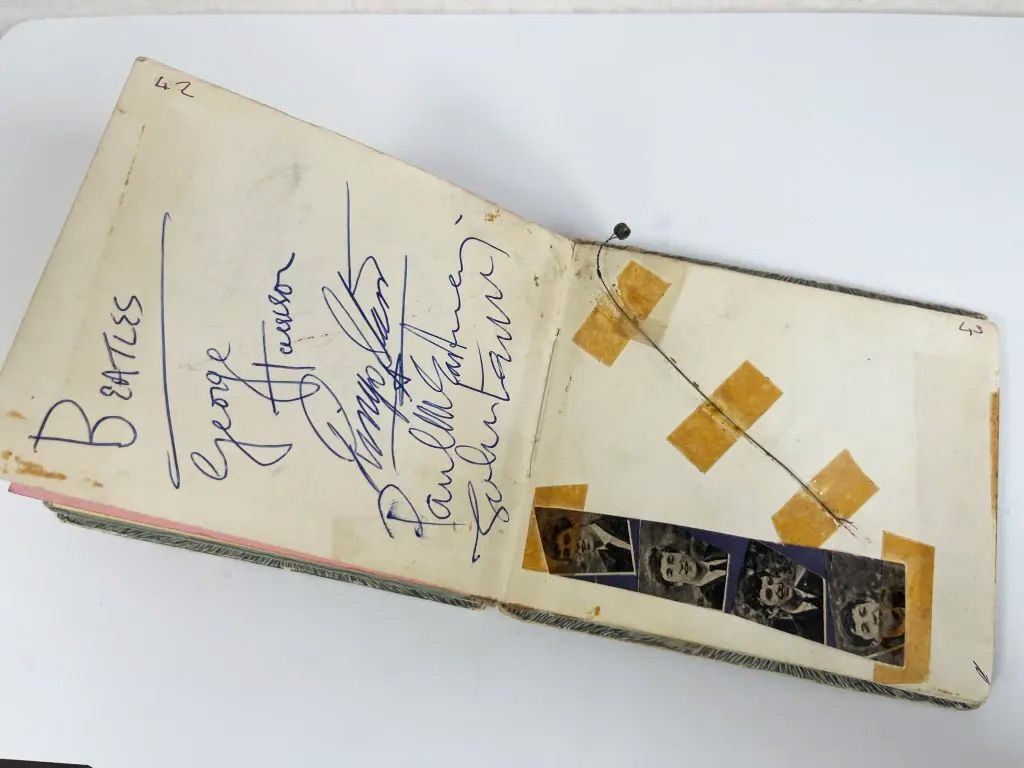 42
BEATLES
George
Harrison
Ringo Starr
Paul McCartney
John Lennon
43